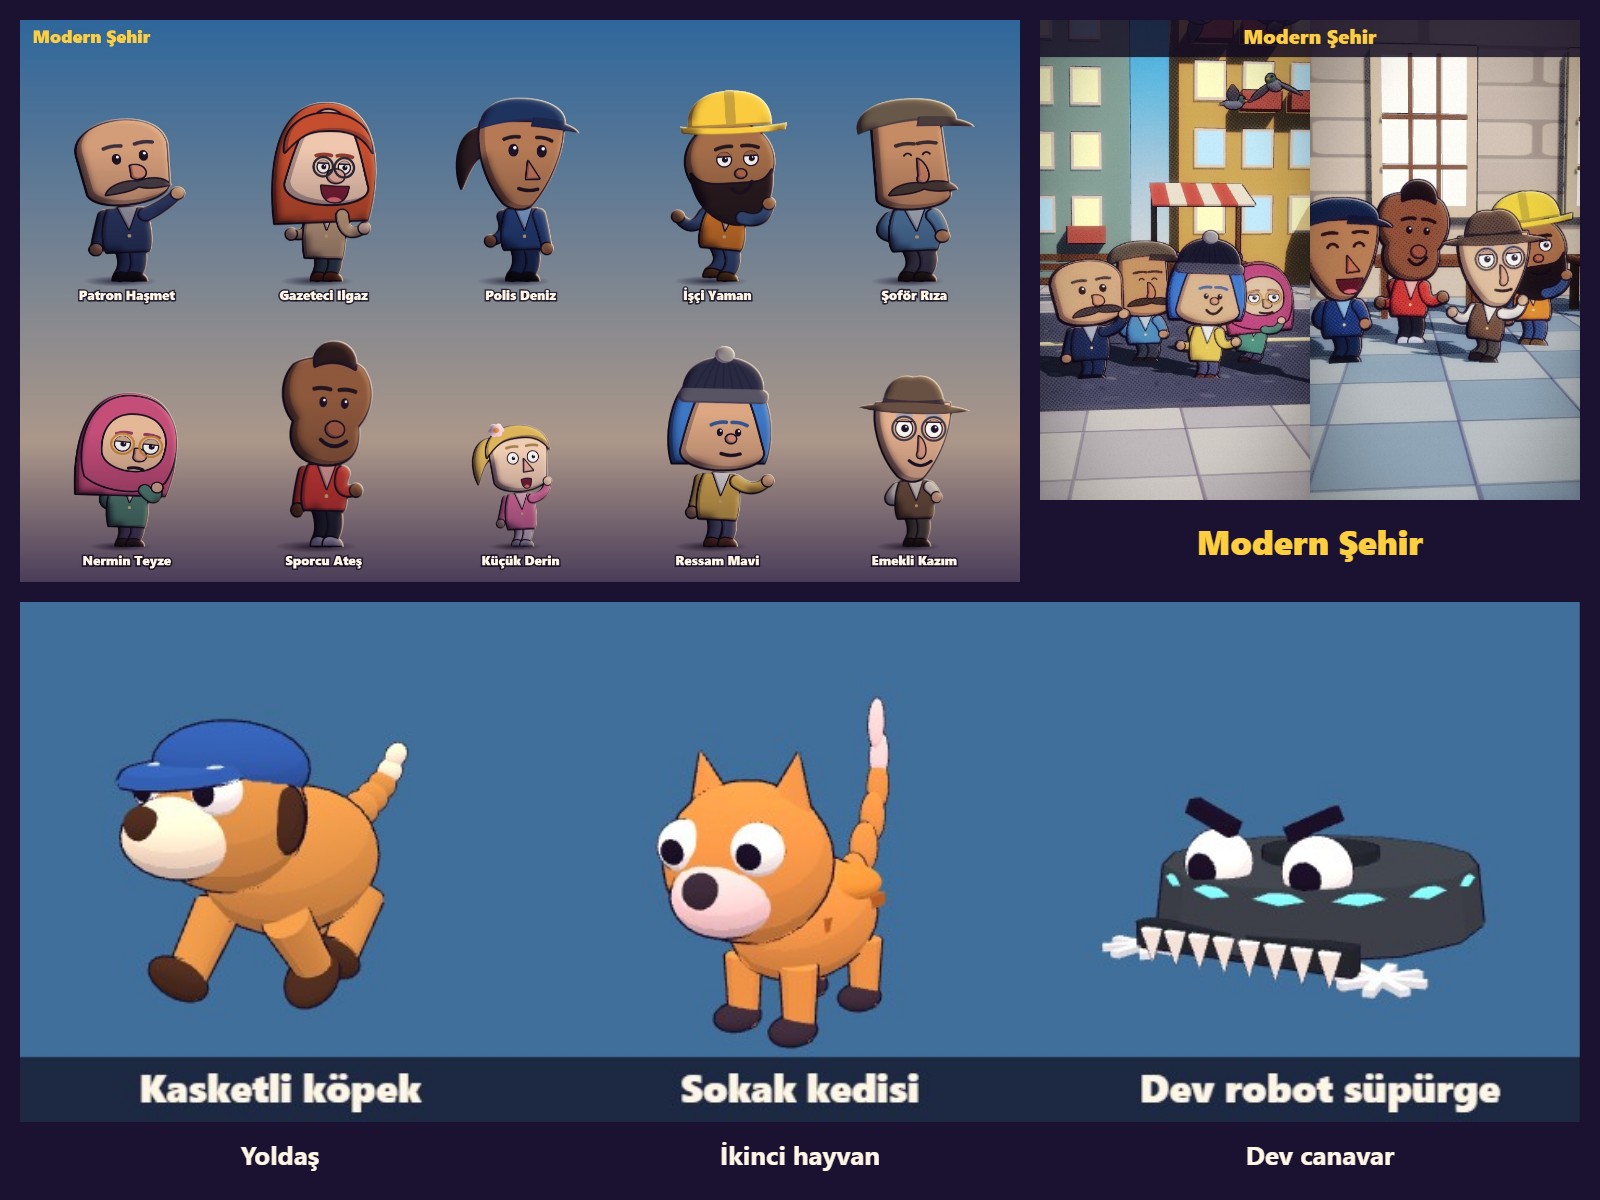 Modern Şehir
Patron Haşmet
Gazeteci Ilgaz
Polis Deniz
İşçi Yaman
Şoför Rıza
Nermin Teyze
Sporcu Ateş
Küçük Derin
Ressam Mavi
Emekli Kazım
Modern Şehir
Modern Şehir
Kasketli köpek
Sokak kedisi
Dev robot süpürge
Yoldaş
İkinci hayvan
Dev canavar